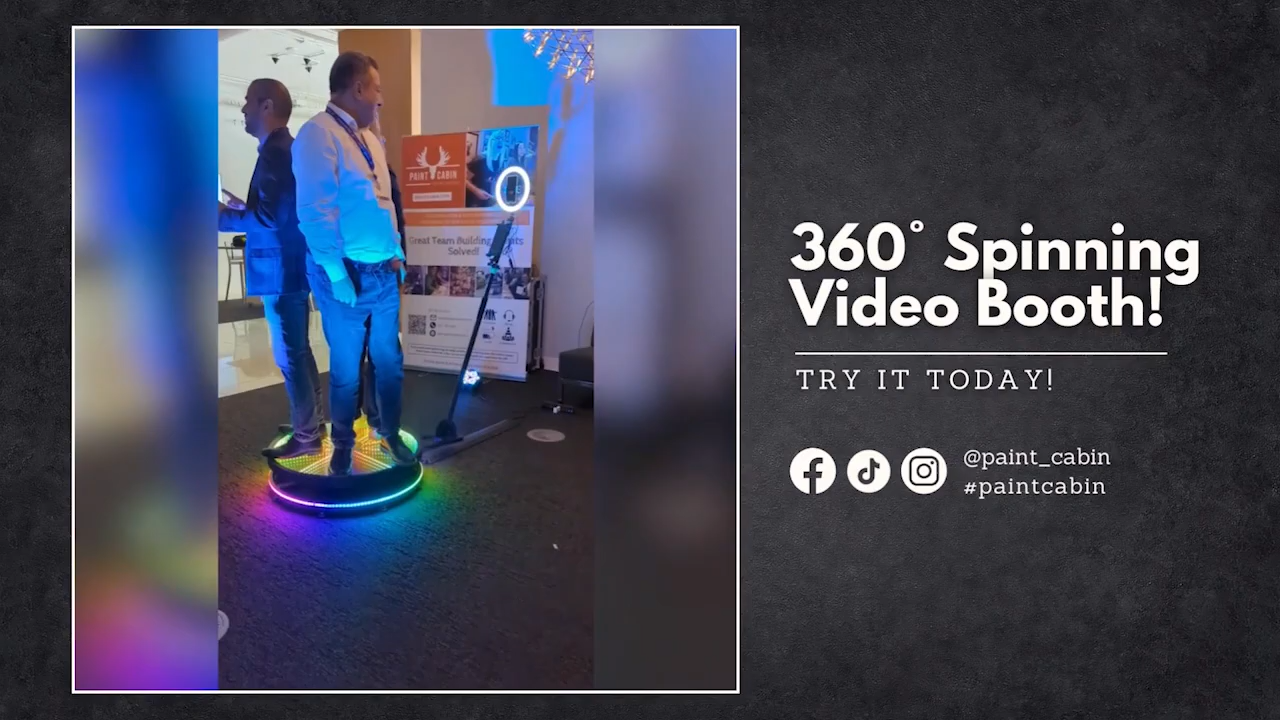 PAINT CABIN
Great Team Building
Solved!
360° Spinning
Video Booth!
TRY IT TODAY!
@paint_cabin
#paintcabin